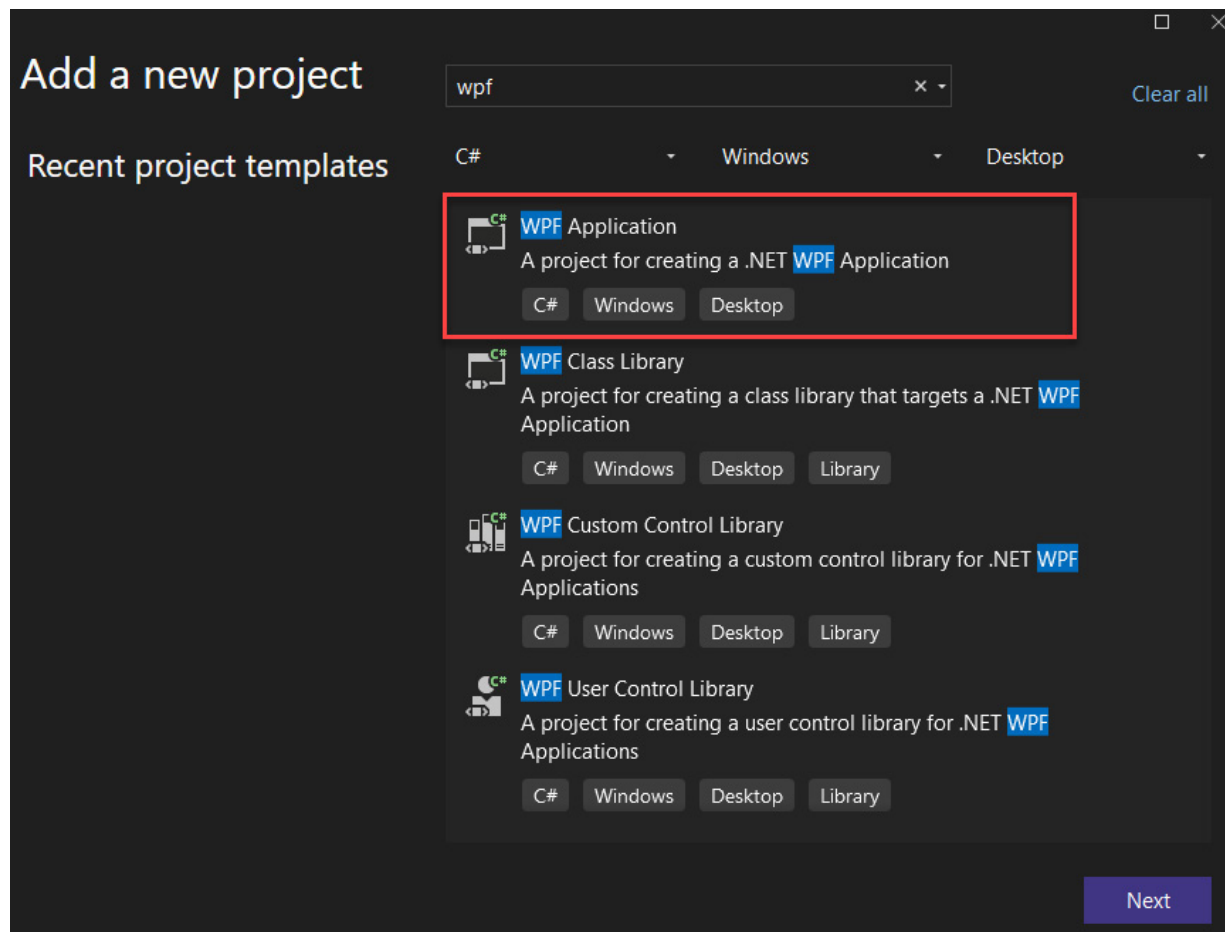 Add a new project
wpf
Clear all
Recent project templates
C#
Windows
Desktop
C#
WPF Application
A project for creating a .NET WPF Application
C# Windows Desktop
C#
WPF Class Library
A project for creating a class library that targets a .NET WPF
Application
C# Windows Desktop Library
C#
WPF Custom Control Library
A project for creating a custom control library for .NET WPF
Applications
C# Windows Desktop Library
C#
WPF User Control Library
A project for creating a user control library for .NET WPF
Applications
C# Windows Desktop Library
Next